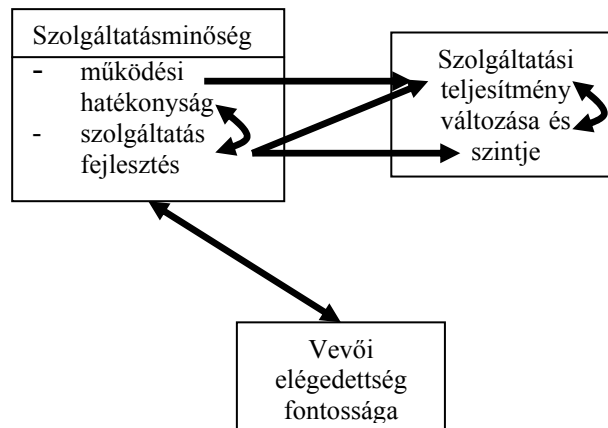 Szolgáltatásminőség
- működési
hatékonyság
- szolgáltatás
fejlesztés
Szolgáltatási
teljesítmény
változása és
szintje
Vevői
elégedettség
fontossága